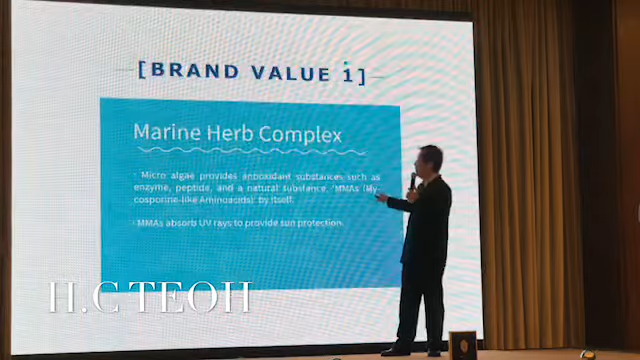 [BRAND VALUE 1]
Marine Herb Complex
· Micro algae provides antioxidant substances such as
enzyme, peptide, and a natural substance, MMAs (My-
cosporine-like Aminoacids) by itself.
· MMAs absorb UV rays to provide sun protection.
H.C TEOH